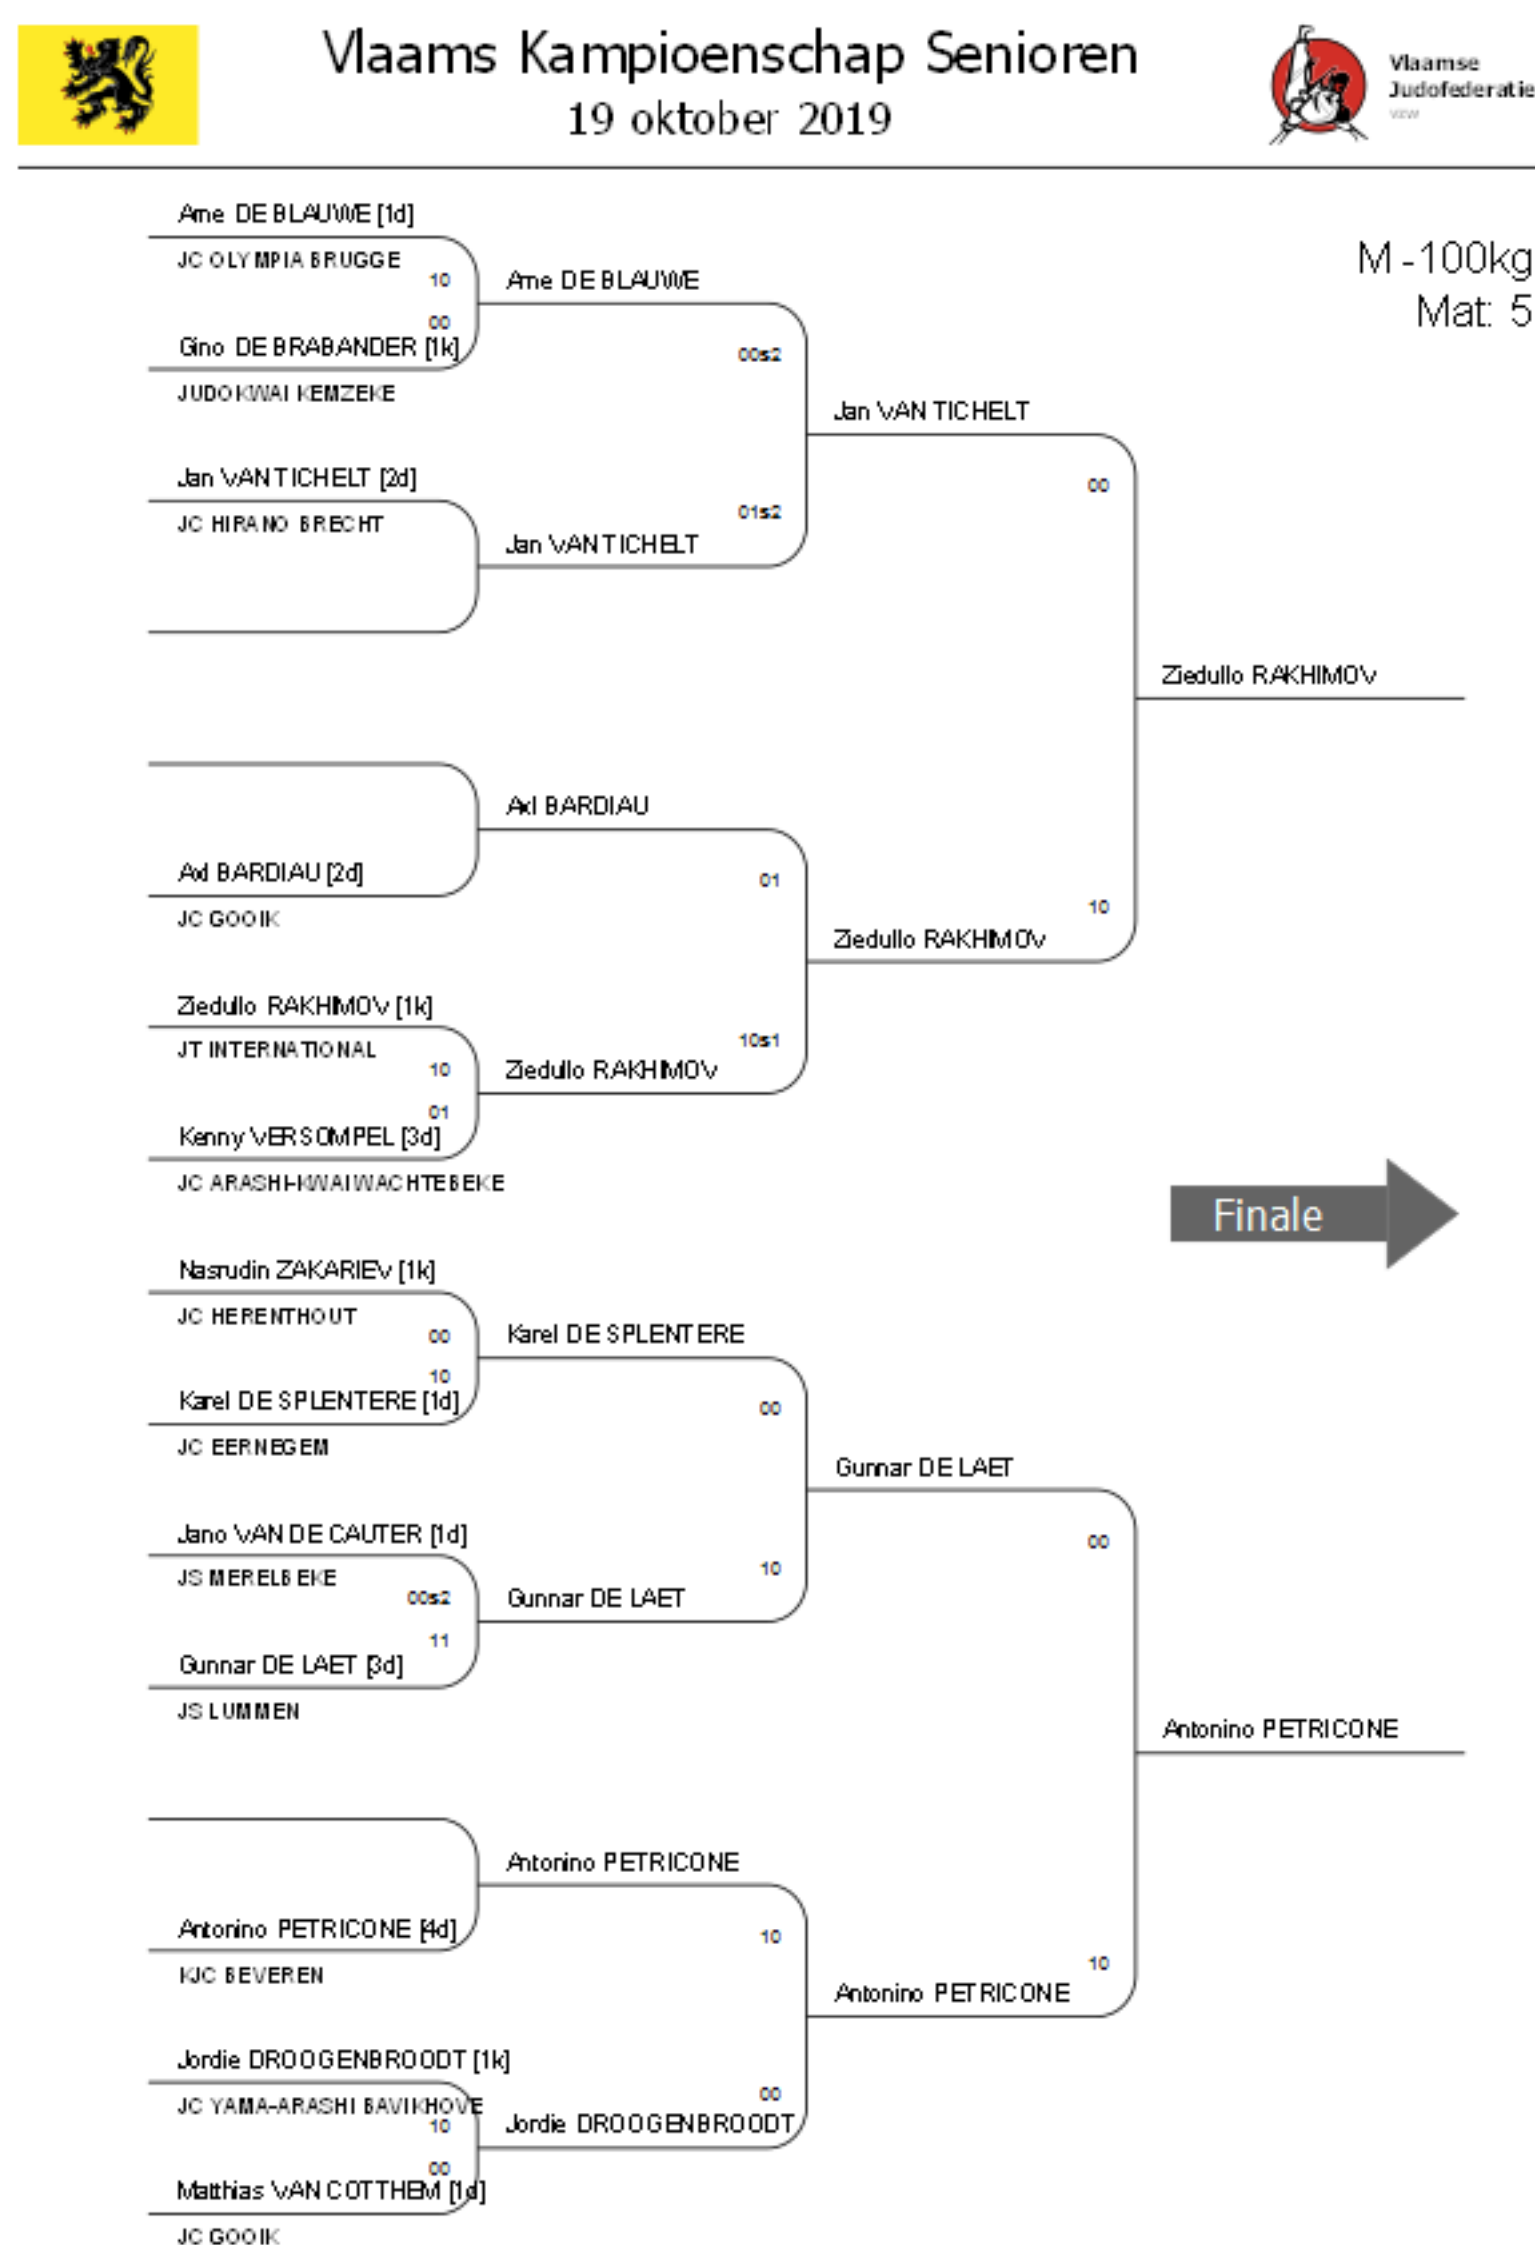 Vlaams Kampioenschap Senioren
19 oktober 2019
Vlaamse
Judofederatie
vzw
M -100kg
Mat: 5
Arne DE BLAUWE [1d]
JC OLYMPIA BRUGGE
10
Arne DE BLAUWE
00
Gino DE BRABANDER [1k]
JUDOKWAI KEMZEKE
00s2
Jan VAN TICHELT
Jan VAN TICHELT [2d]
JC HIRANO BRECHT
00
01s2
Jan VAN TICHELT
Ziedullo RAKHIMOV
Axl BARDIAU
Axl BARDIAU [2d]
JC GOOIK
01
10
Ziedullo RAKHIMOV
Ziedullo RAKHIMOV [1k]
JT INTERNATIONAL
10
10s1
Ziedullo RAKHIMOV
01
Kenny VERSOMPEL [3d]
JC ARASHI-KWAI WACHTEBEKE
Finale
Nasrudin ZAKARIEV [1k]
JC HERENTHOUT
00
Karel DE SPLENTERE
10
Karel DE SPLENTERE [1d]
JC EERNEGEM
00
Gunnar DE LAET
Jano VAN DE CAUTER [1d]
JS MERELBEKE
00s2
00
10
Gunnar DE LAET
11
Gunnar DE LAET [3d]
JS LUMMEN
Antonino PETRICONE
Antonino PETRICONE
Antonino PETRICONE [4d]
KJC BEVEREN
10
10
Antonino PETRICONE
Jordie DROOGENBROODT [1k]
JC YAMA-ARASHI BAVIKHOVE
10
00
Jordie DROOGENBROODT
00
Matthias VAN COTTHEM [1d]
JC GOOIK